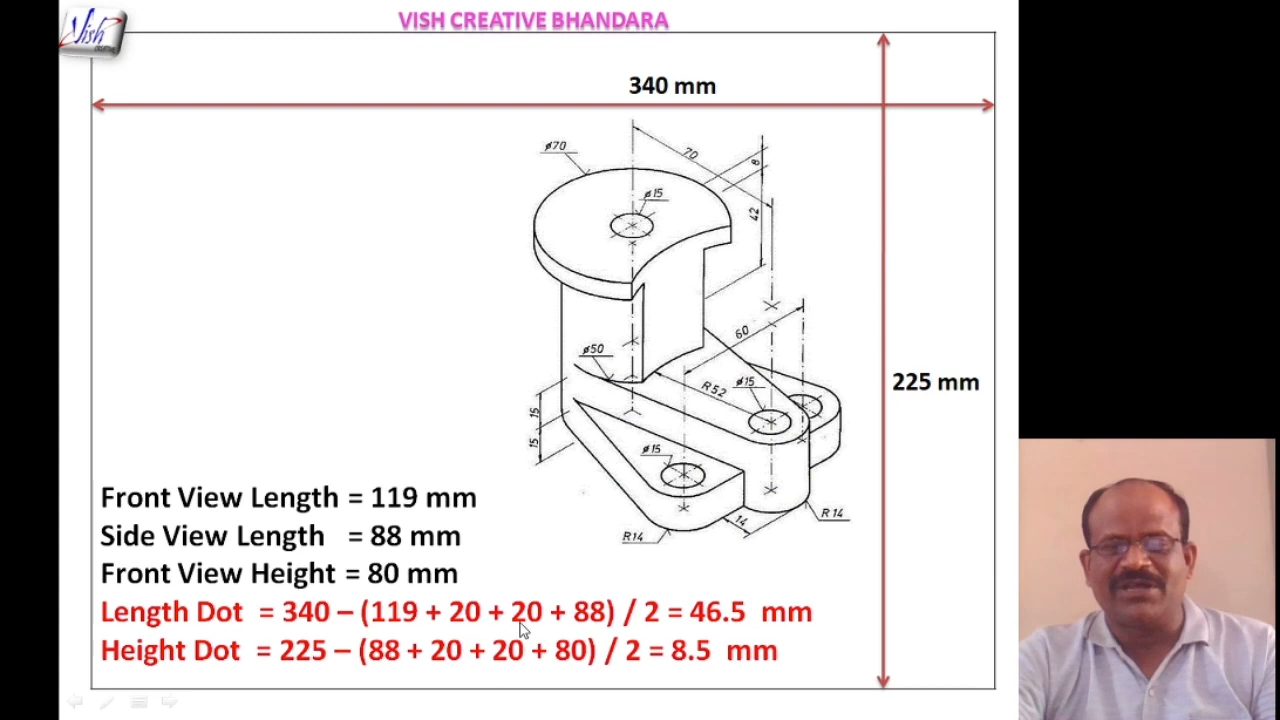 Vish
CREATIVE
VISH CREATIVE BHANDARA
340 mm
ø70
70
8
ø15
42
60
ø50
R52
ø15
15
15
ø15
14
R14
R14
225 mm
Front View Length = 119 mm
Side View Length = 88 mm
Front View Height = 80 mm
Length Dot = 340 – (119 + 20 + 20 + 88) / 2 = 46.5 mm
Height Dot = 225 – (88 + 20 + 20 + 80) / 2 = 8.5 mm